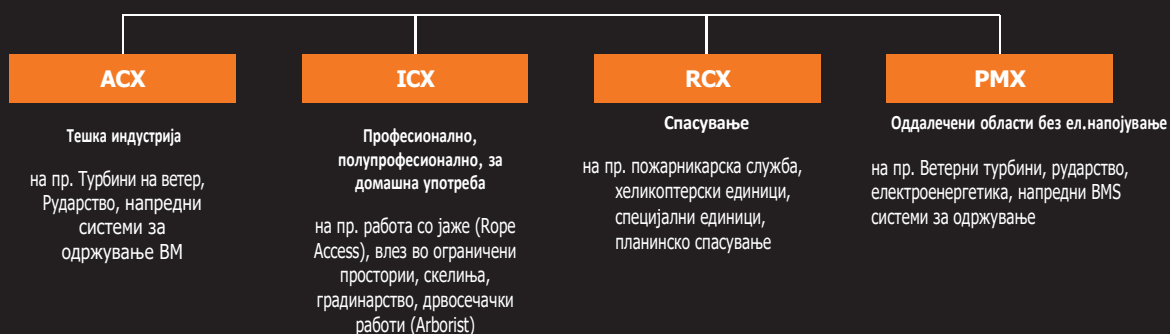 ACX
Тешка индустрија
на пр. Турбини на ветер,
Рударство, напредни
системи за
одржување ВМ
ICX
Професионално,
полупрофесионално, за
домашна употреба
на пр. работа со јаже (Rope
Access), влез во ограничени
простории, скелиња,
градинарство, дрвосечачки
работи (Arborist)
RCX
Спасување
на пр. пожарникарска служба,
хеликоптерски единици,
специјални единици,
планинско спасување
PMX
Оддалечени области без ел.напојување
на пр. Ветерни турбини, рударство,
електроенергетика, напредни BMS
системи за одржување